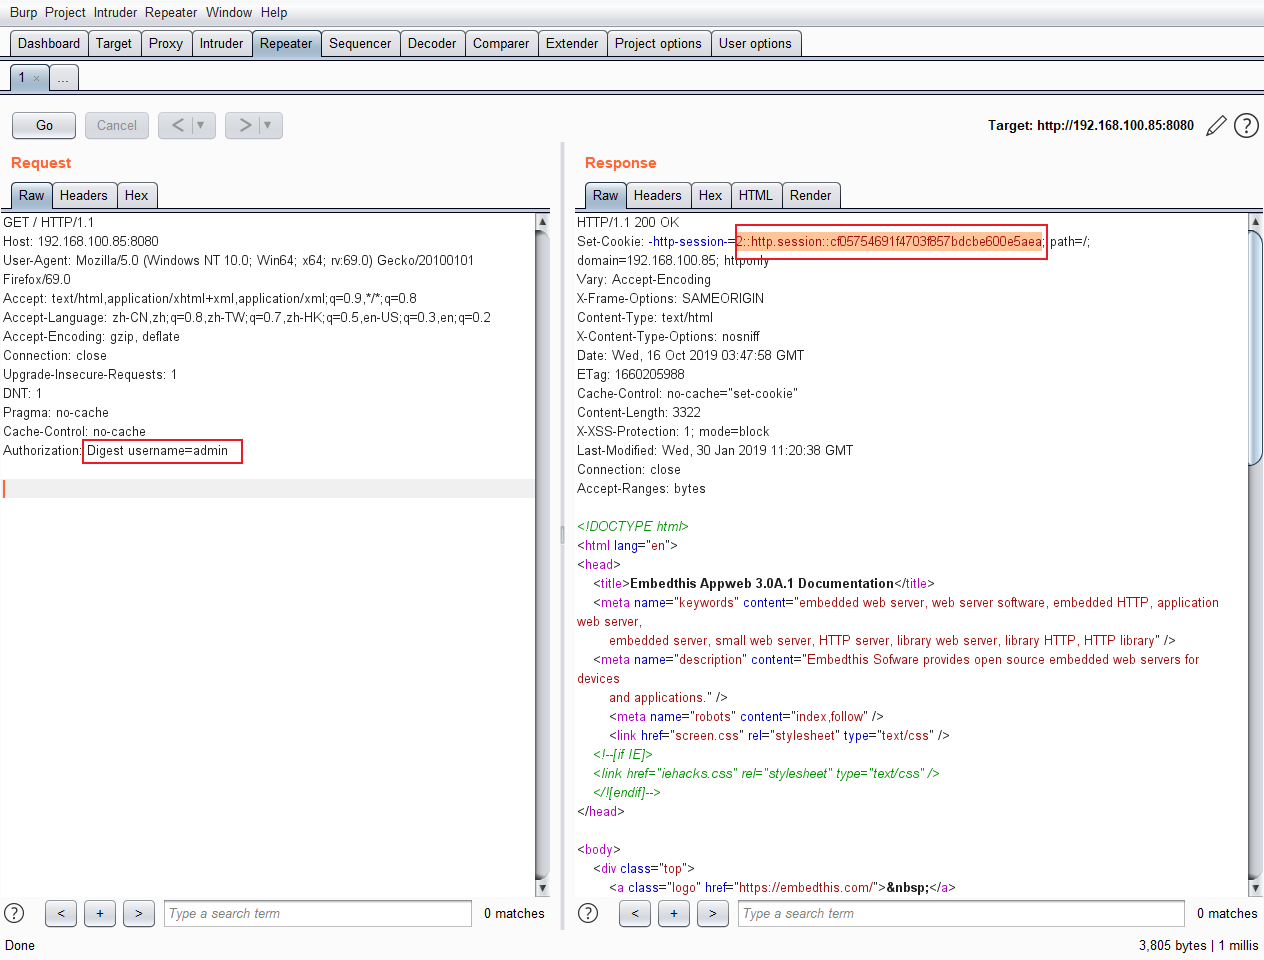 Burp Project Intruder Repeater Window Help
Dashboard Target Proxy Intruder Repeater Sequencer Decoder Comparer Extender Project options User options
1 × ...
Go Cancel < ▼ > ▼ Target: http://192.168.100.85:8080 ?
Request
Raw Headers Hex
GET / HTTP/1.1
Host: 192.168.100.85:8080
User-Agent: Mozilla/5.0 (Windows NT 10.0; Win64; x64; rv:69.0) Gecko/20100101
Firefox/69.0
Accept: text/html,application/xhtml+xml,application/xml;q=0.9,*/*;q=0.8
Accept-Language: zh-CN,zh;q=0.8,zh-TW;q=0.7,zh-HK;q=0.5,en-US;q=0.3,en;q=0.2
Accept-Encoding: gzip, deflate
Connection: close
Upgrade-Insecure-Requests: 1
DNT: 1
Pragma: no-cache
Cache-Control: no-cache
Authorization: Digest username=admin
? < + > Type a search term 0 matches
Response
Raw Headers Hex HTML Render
HTTP/1.1 200 OK
Set-Cookie: -http-session-=2::http.session::cf05754691f4703f857bdcbe600e5aea; path=/;
domain=192.168.100.85; httponly
Vary: Accept-Encoding
X-Frame-Options: SAMEORIGIN
Content-Type: text/html
X-Content-Type-Options: nosniff
Date: Wed, 16 Oct 2019 03:47:58 GMT
ETag: 1660205988
Cache-Control: no-cache="set-cookie"
Content-Length: 3322
X-XSS-Protection: 1; mode=block
Last-Modified: Wed, 30 Jan 2019 11:20:38 GMT
Connection: close
Accept-Ranges: bytes
<!DOCTYPE html>
<html lang="en">
<head>
<title>Embedthis Appweb 3.0A.1 Documentation</title>
<meta name="keywords" content="embedded web server, web server software, embedded HTTP, application
web server,
embedded server, small web server, HTTP server, library web server, library HTTP, HTTP library" />
<meta name="description" content="Embedthis Sofware provides open source embedded web servers for
devices
and applications." />
<meta name="robots" content="index,follow" />
<link href="screen.css" rel="stylesheet" type="text/css" />
<!--[if IE]>
<link href="iehacks.css" rel="stylesheet" type="text/css" />
</![endif]-->
</head>
<body>
<div class="top">
<a class="logo" href="https://embedthis.com/">&nbsp;</a>
? < + > Type a search term 0 matches
Done 3,805 bytes | 1 millis